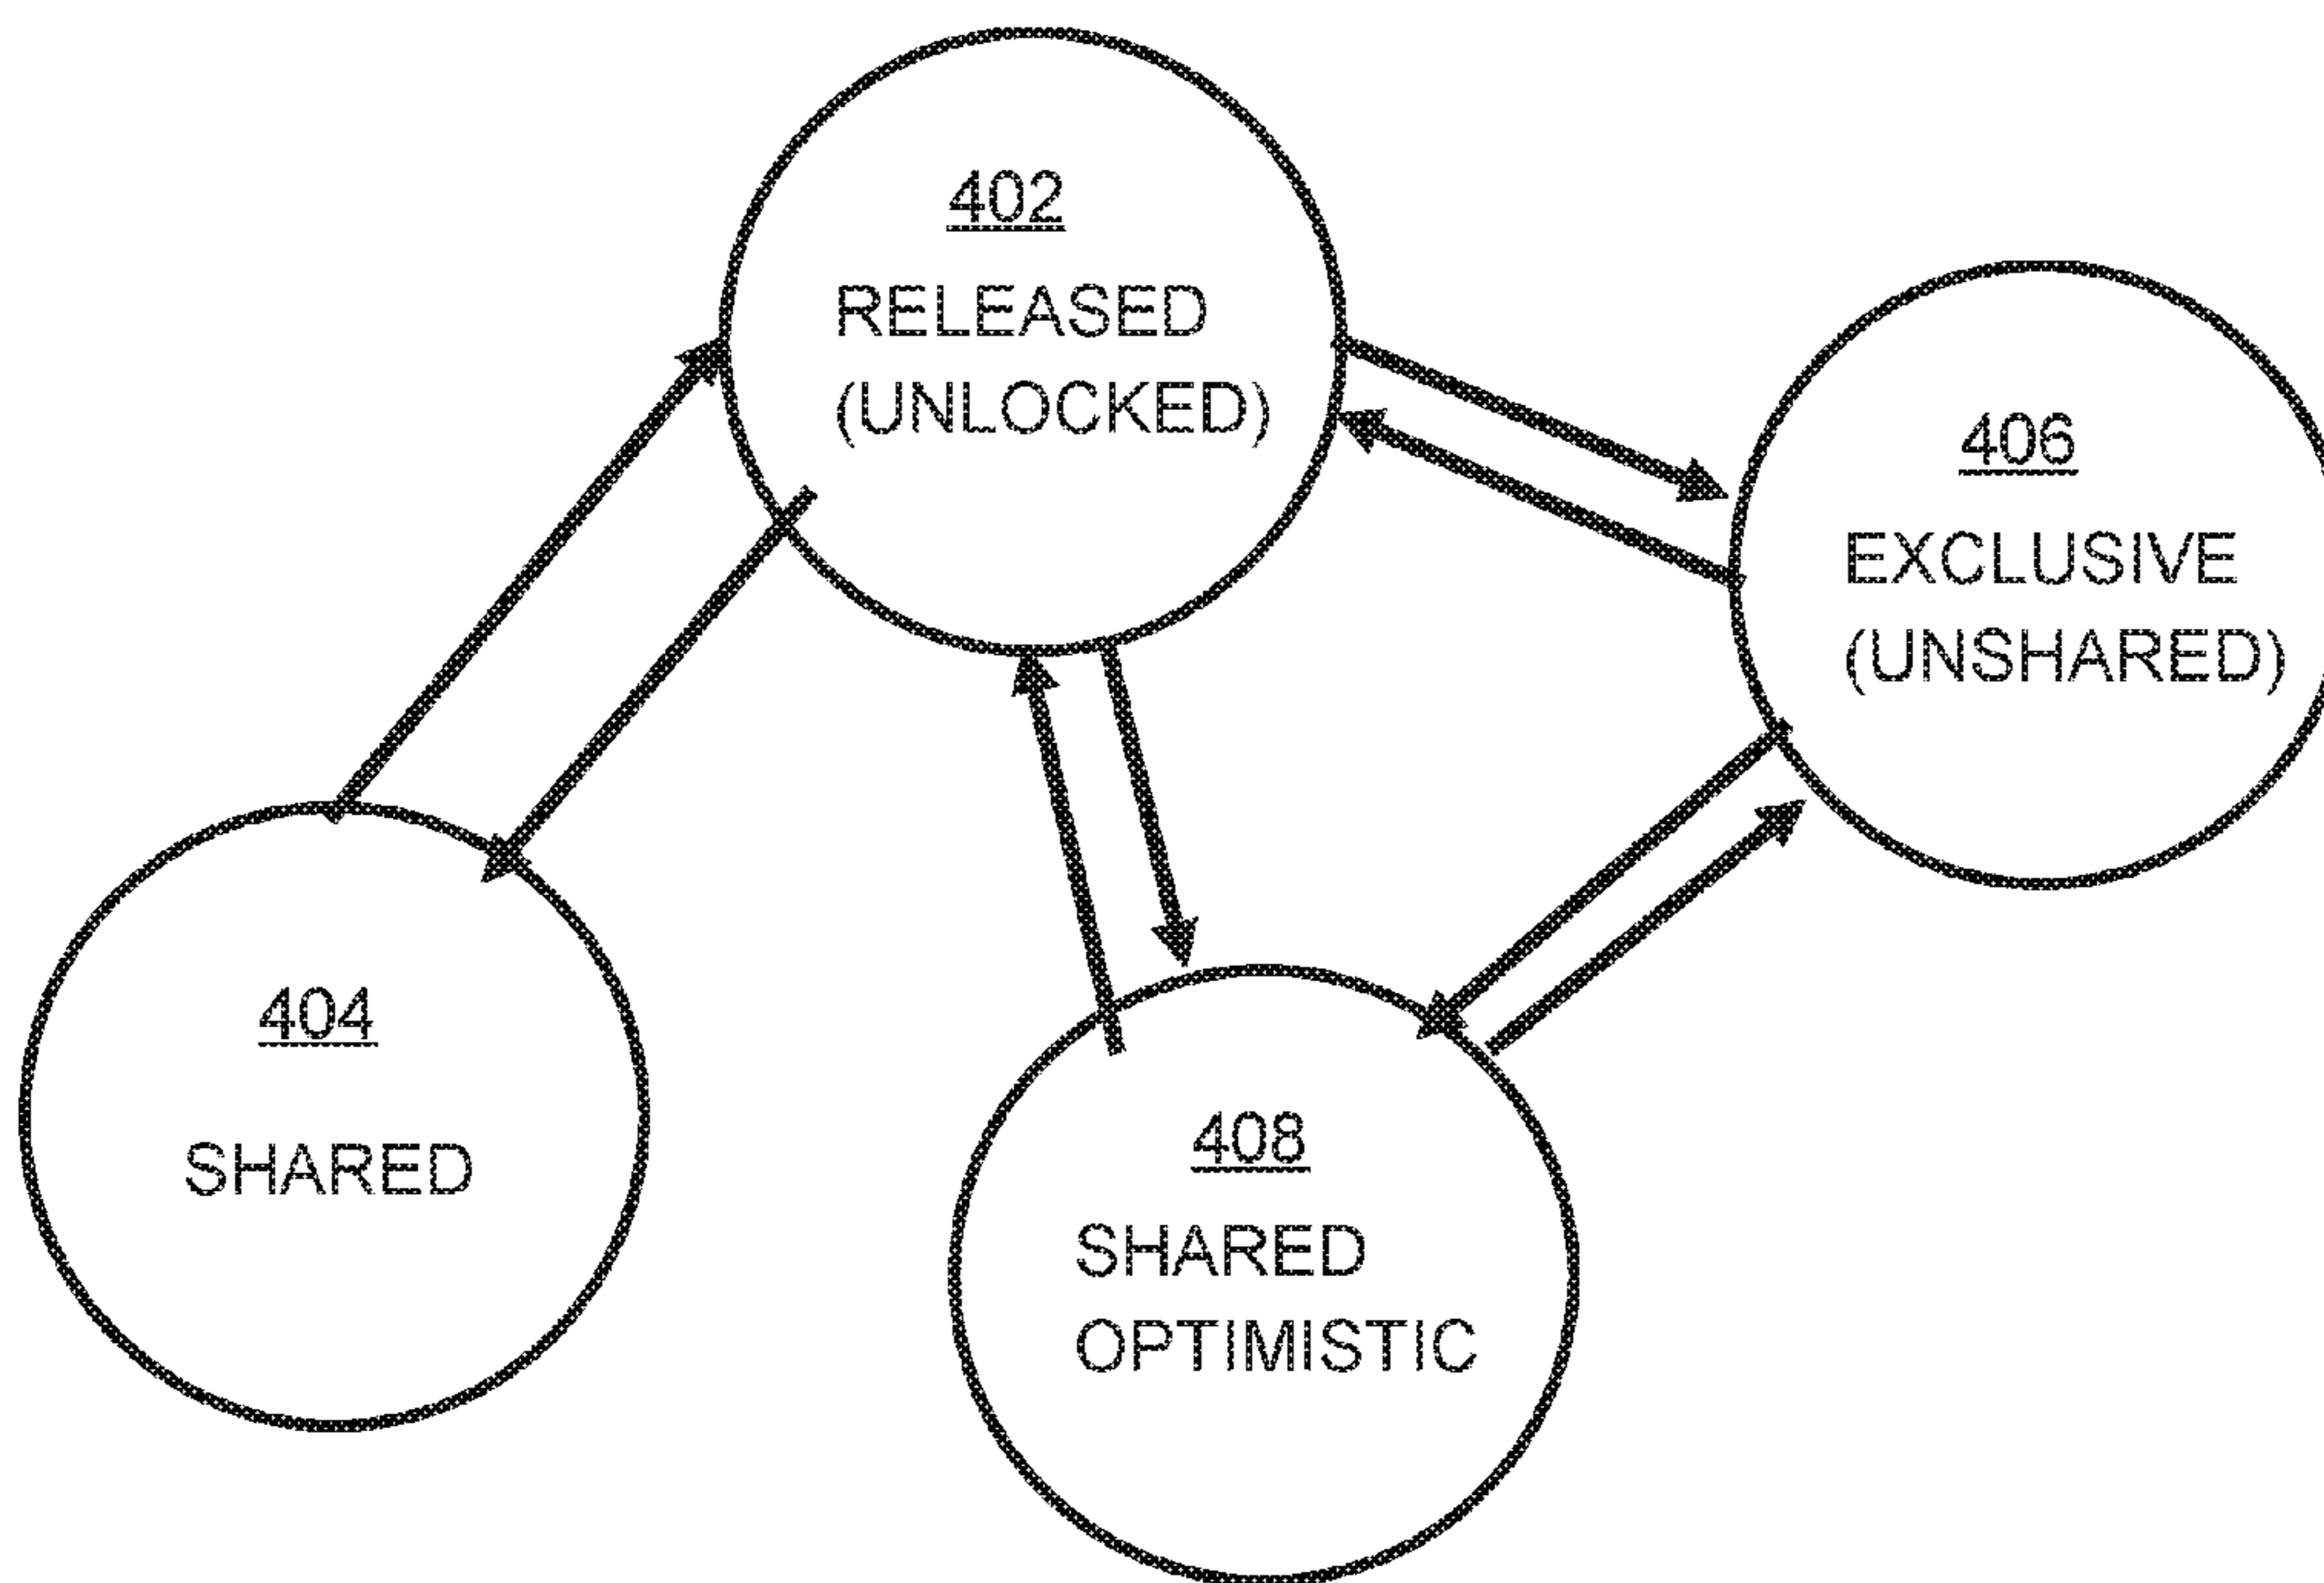 402
RELEASED
(UNLOCKED)
406
EXCLUSIVE
(UNSHARED)
404
SHARED
408
SHARED
OPTIMISTIC